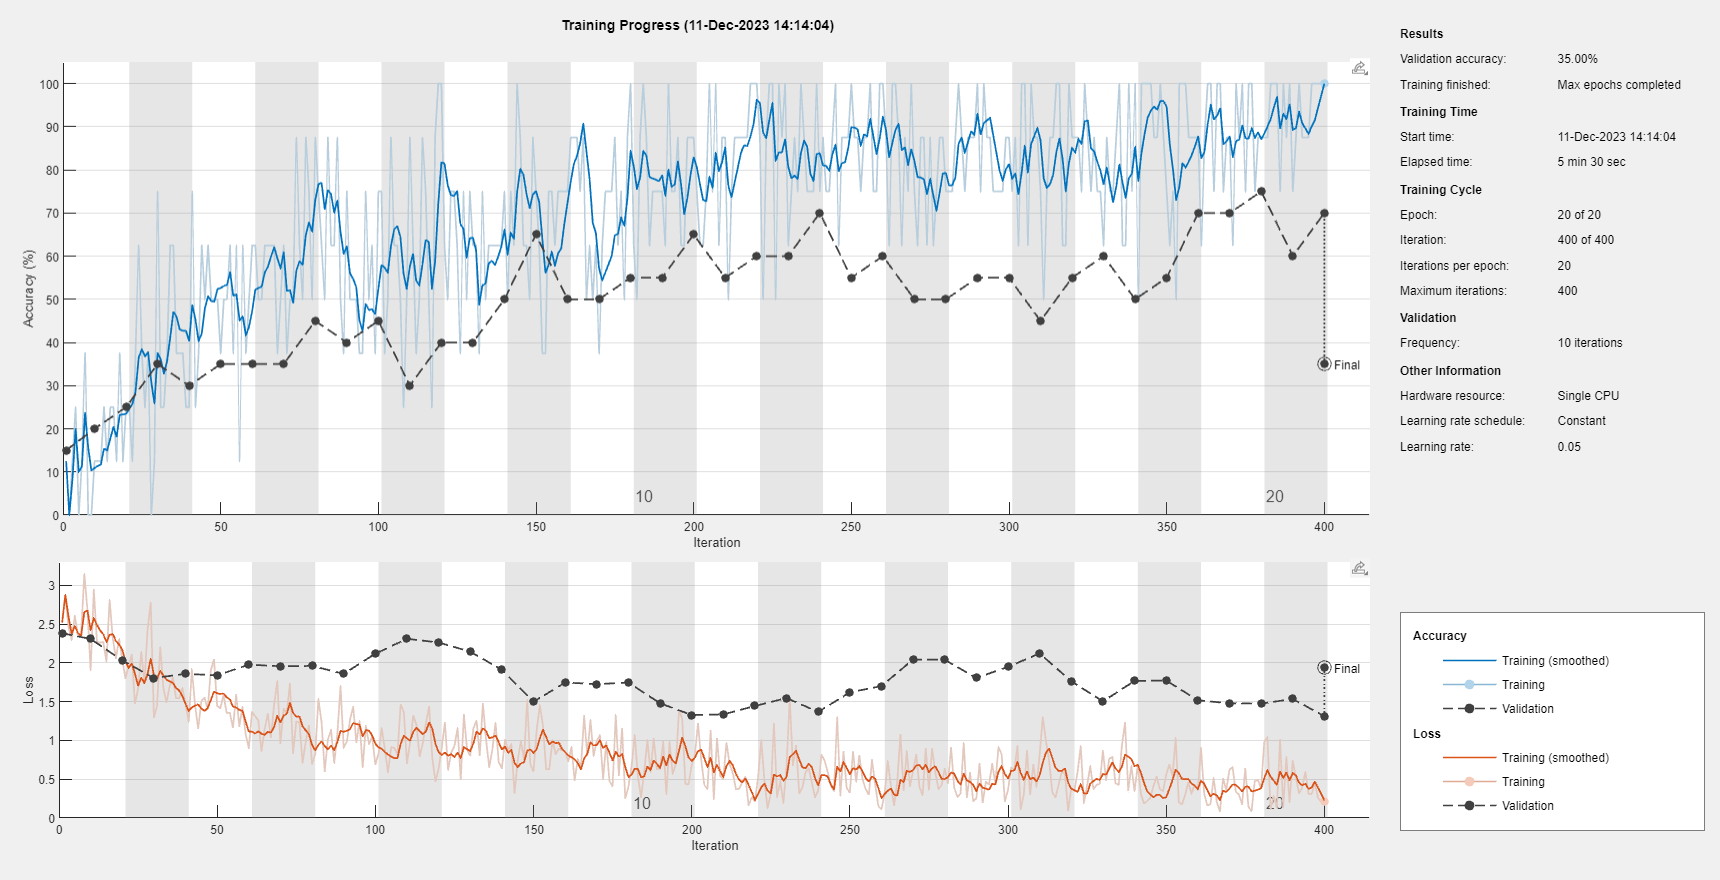 Training Progress (11-Dec-2023 14:14:04)
Accuracy (%)
100
90
80
70
60
50
40
30
20
10
0
0 50 100 150 200 250 300 350 400
10
20
Final
Iteration
Loss
3
2.5
2
1.5
1
0.5
0
0 50 100 150 200 250 300 350 400
10
20
Final
Iteration
Results
Validation accuracy: 35.00%
Training finished: Max epochs completed
Training Time
Start time: 11-Dec-2023 14:14:04
Elapsed time: 5 min 30 sec
Training Cycle
Epoch: 20 of 20
Iteration: 400 of 400
Iterations per epoch: 20
Maximum iterations: 400
Validation
Frequency: 10 iterations
Other Information
Hardware resource: Single CPU
Learning rate schedule: Constant
Learning rate: 0.05
Accuracy
Training (smoothed)
Training
Validation
Loss
Training (smoothed)
Training
Validation